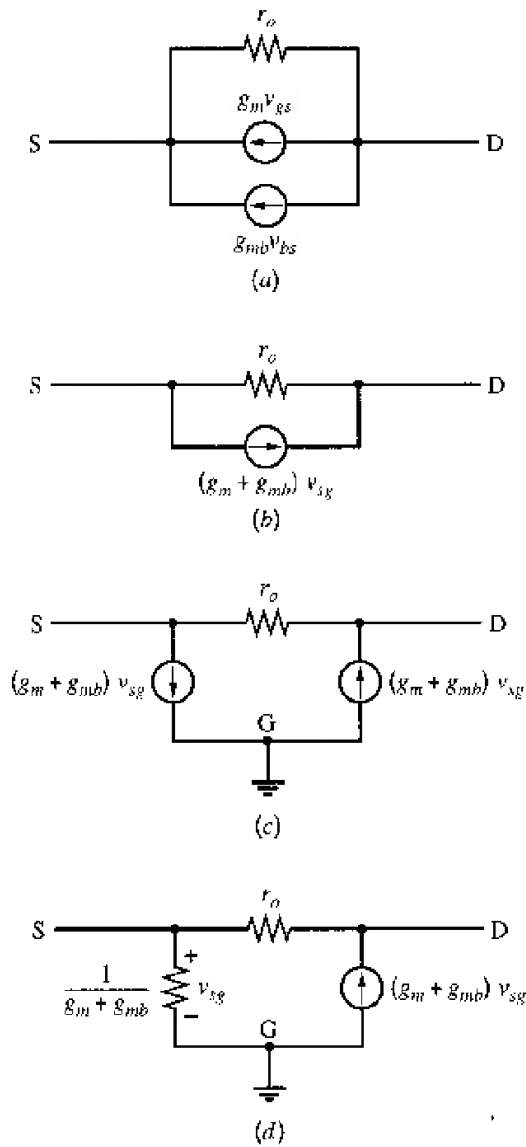 r_o
g_m v_gs
S D
g_mb v_bs
(a)
r_o
S D
(g_m + g_mb) v_sg
(b)
r_o
S D
(g_m + g_mb) v_sg (g_m + g_mb) v_sg
G
(c)
r_o
S D
+
1 / (g_m + g_mb) v_sg (g_m + g_mb) v_sg
−
G
(d)